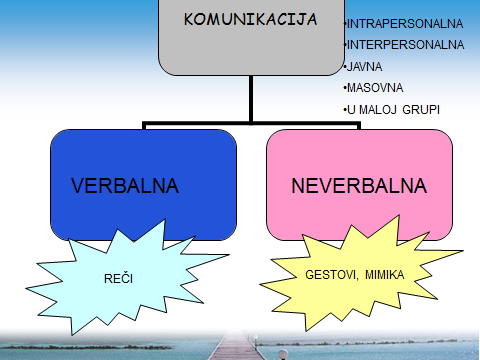 KOMUNIKACIJA
•INTRAPERSONALNA
•INTERPERSONALNA
•JAVNA
•MASOVNA
•U MALOJ GRUPI
VERBALNA
NEVERBALNA
REČI
GESTOVI, MIMIKA